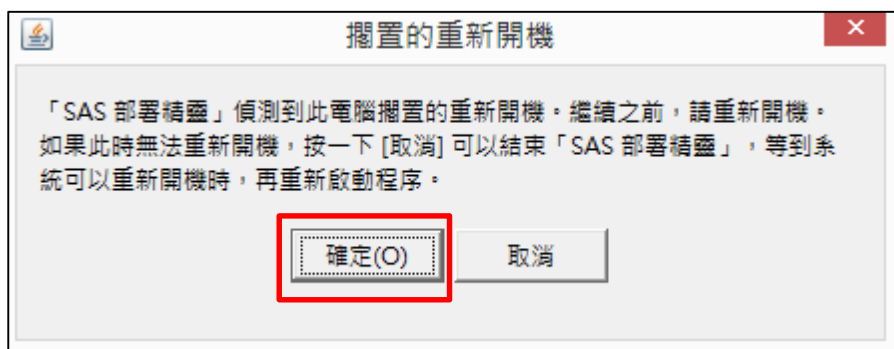 擱置的重新開機
「SAS 部署精靈」偵測到此電腦擱置的重新開機。繼續之前，請重新開機。
如果此時無法重新開機，按一下 [取消] 可以結束「SAS 部署精靈」，等到系
統可以重新開機時，再重新啟動程序。
確定(O) 取消